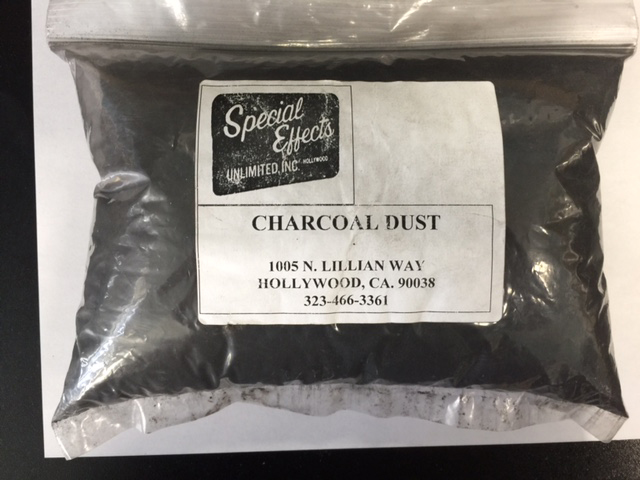 Special
Effects
UNLIMITED, INC. HOLLYWOOD
CHARCOAL DUST
1005 N. LILLIAN WAY
HOLLYWOOD, CA. 90038
323-466-3361